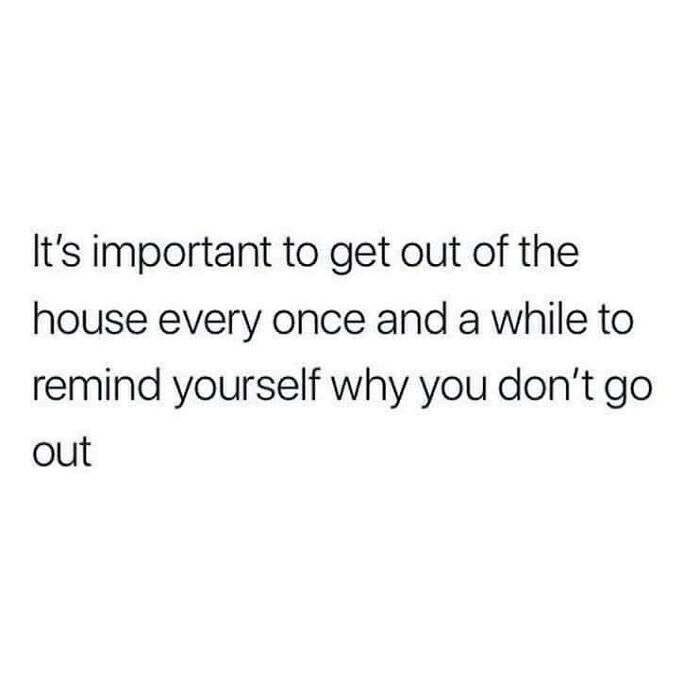 It's important to get out of the
house every once and a while to
remind yourself why you don’t go
out